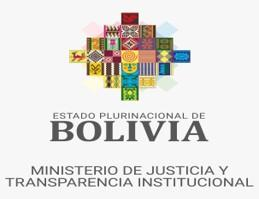 ESTADO PLURINACIONAL DE
BOLIVIA
MINISTERIO DE JUSTICIA Y
TRANSPARENCIA INSTITUCIONAL